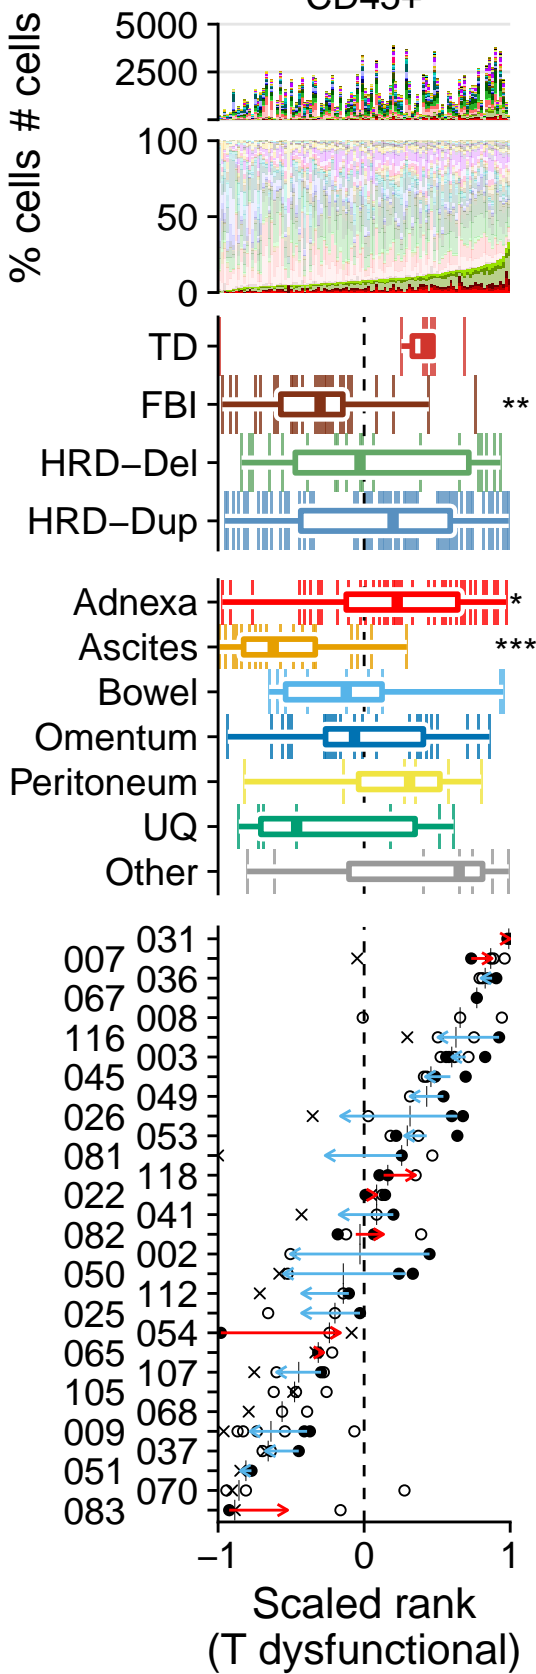 CD45+
# cells
5000
2500
% cells
100
50
0
TD
FBI **
HRD−Del
HRD−Dup
Adnexa *
Ascites ***
Bowel
Omentum
Peritoneum
UQ
Other
031
007
036
067
008
116
003
045
049
026
053
081
118
022
041
082
002
050
112
025
054
065
107
105
068
009
037
051
070
083
−1 0 1
Scaled rank
(T dysfunctional)